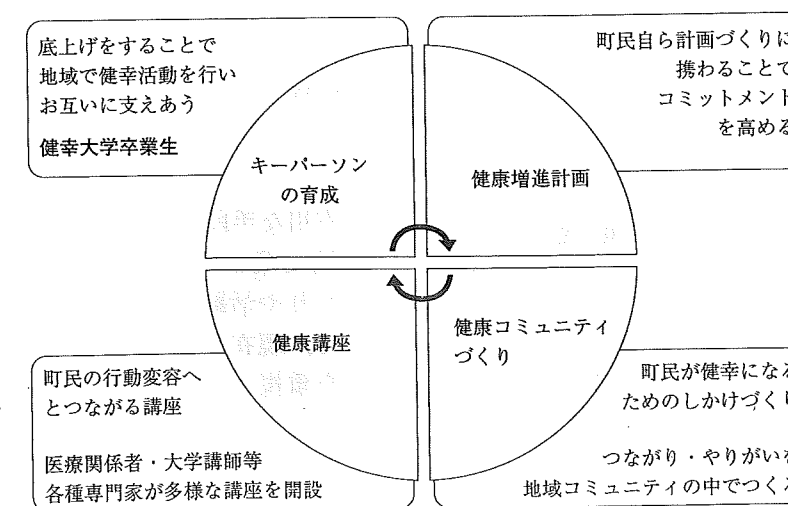 底上げをすることで
地域で健幸活動を行い
お互いに支えあう
健幸大学卒業生
キーパーソン
の育成
町民自ら計画づくりに
携わることで
コミットメント
を高める
健康増進計画
健康講座
町民の行動変容へ
とつながる講座
医療関係者・大学講師等
各種専門家が多様な講座を開設
健康コミュニティ
づくり
町民が健幸になる
ためのしかけづくり
つながり・やりがいを
地域コミュニティの中でつくる